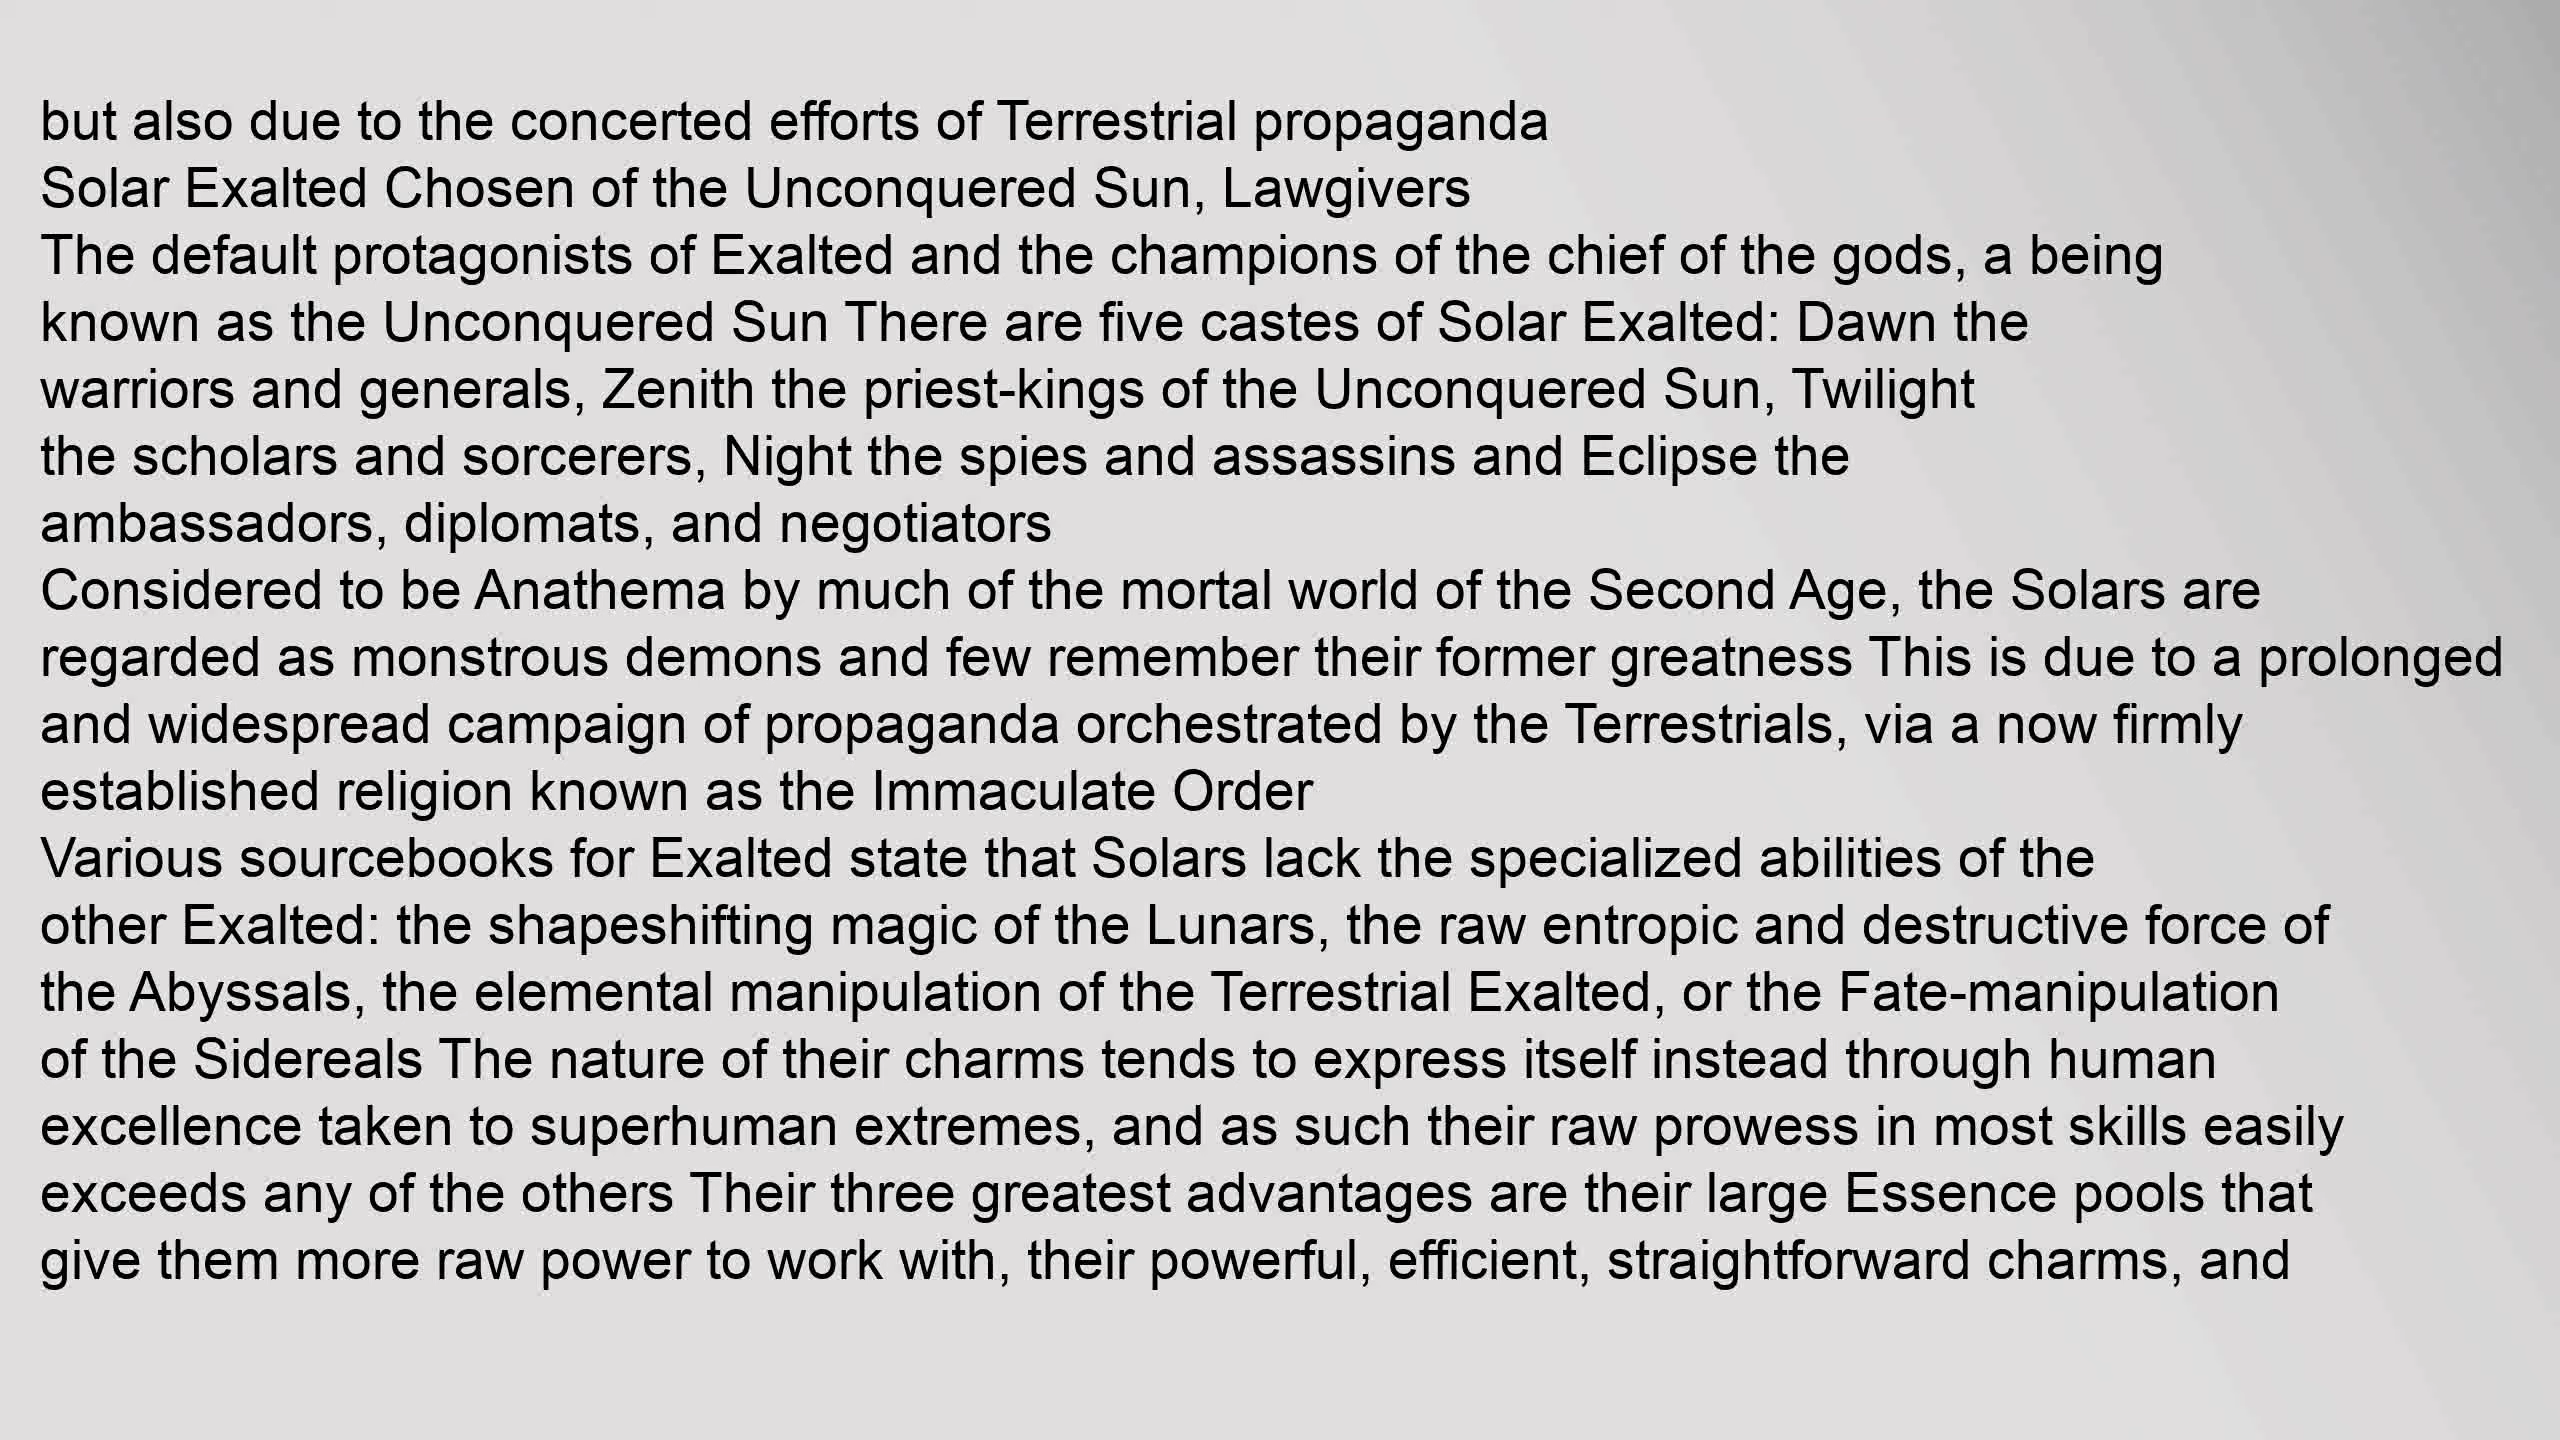 but also due to the concerted efforts of Terrestrial propaganda
Solar Exalted Chosen of the Unconquered Sun, Lawgivers
The default protagonists of Exalted and the champions of the chief of the gods, a being
known as the Unconquered Sun There are five castes of Solar Exalted: Dawn the
warriors and generals, Zenith the priest-kings of the Unconquered Sun, Twilight
the scholars and sorcerers, Night the spies and assassins and Eclipse the
ambassadors, diplomats, and negotiators
Considered to be Anathema by much of the mortal world of the Second Age, the Solars are
regarded as monstrous demons and few remember their former greatness This is due to a prolonged
and widespread campaign of propaganda orchestrated by the Terrestrials, via a now firmly
established religion known as the Immaculate Order
Various sourcebooks for Exalted state that Solars lack the specialized abilities of the
other Exalted: the shapeshifting magic of the Lunars, the raw entropic and destructive force of
the Abyssals, the elemental manipulation of the Terrestrial Exalted, or the Fate-manipulation
of the Sidereals The nature of their charms tends to express itself instead through human
excellence taken to superhuman extremes, and as such their raw prowess in most skills easily
exceeds any of the others Their three greatest advantages are their large Essence pools that
give them more raw power to work with, their powerful, efficient, straightforward charms, and